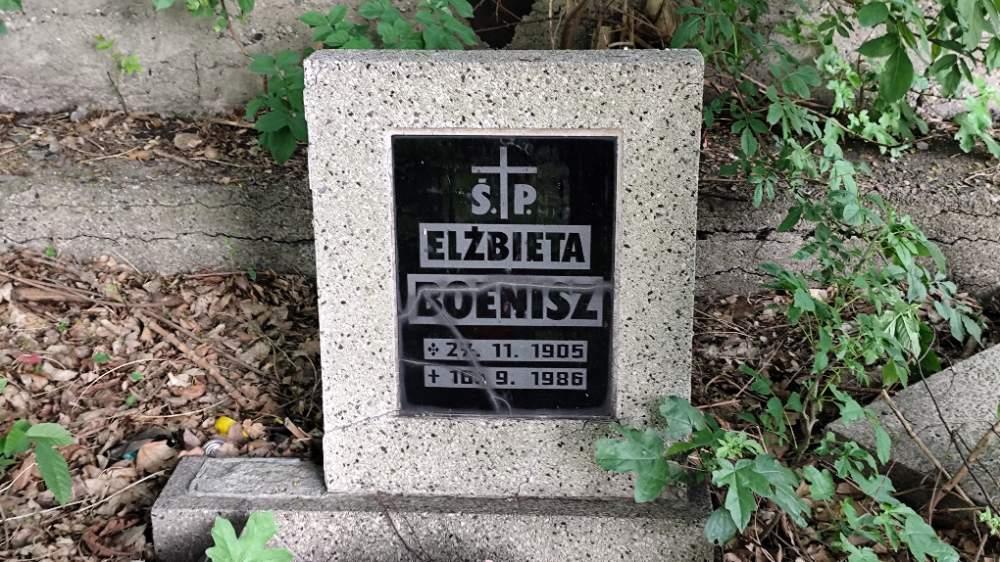 Ś.P.
ELŻBIETA
BOENISZ
11. 1905
9. 1986